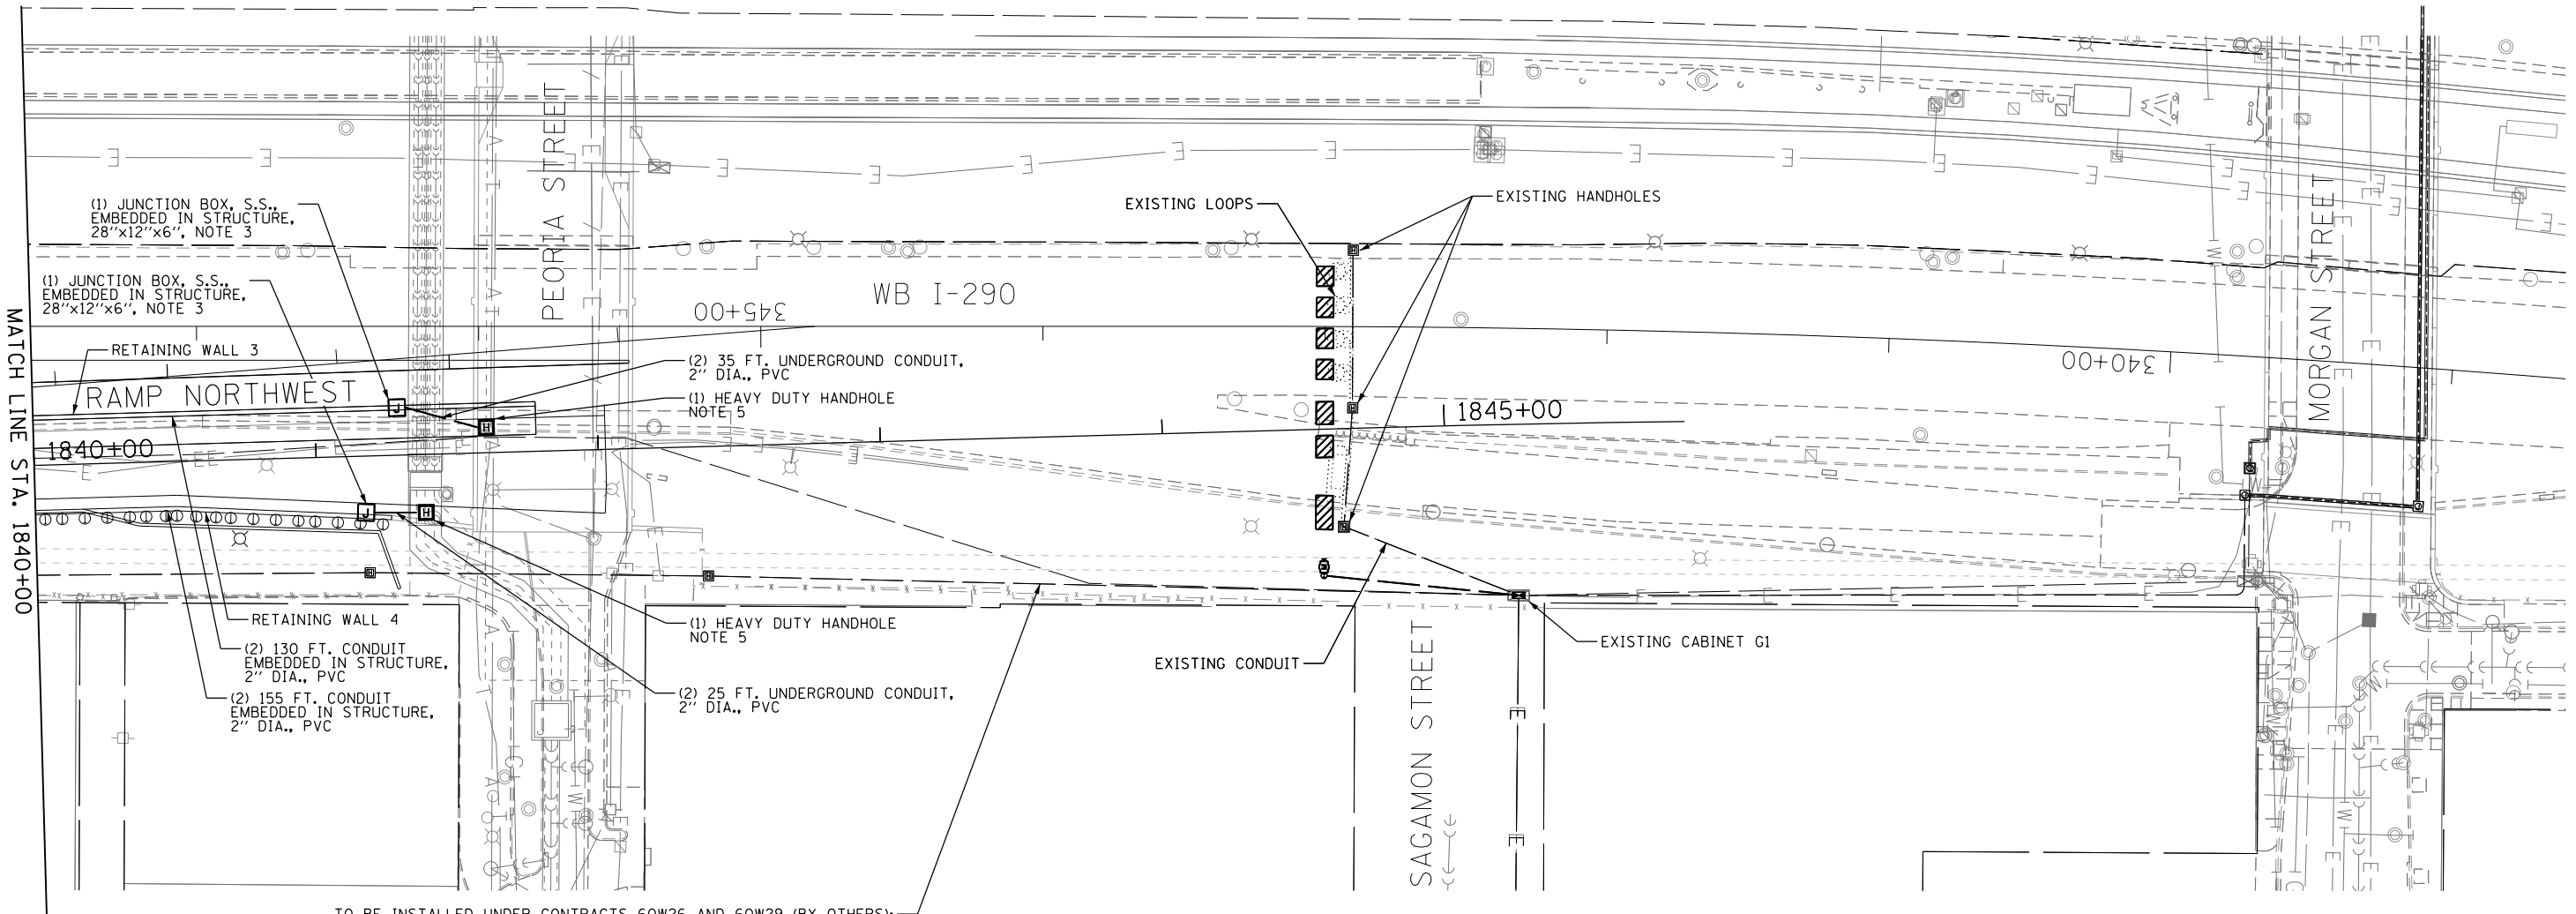 PEORIA STREET
(1) JUNCTION BOX, S.S.,
EMBEDDED IN STRUCTURE,
28''x12''x6'', NOTE 3
(1) JUNCTION BOX, S.S.,
EMBEDDED IN STRUCTURE,
28''x12''x6'', NOTE 3
MATCH LINE STA. 1840+00
RETAINING WALL 3
RAMP NORTHWEST
1840+00
345+00
WB I-290
(2) 35 FT. UNDERGROUND CONDUIT,
2'' DIA., PVC
(1) HEAVY DUTY HANDHOLE
NOTE 5
EXISTING LOOPS
EXISTING HANDHOLES
1845+00
340+00
MORGAN STREET
J
H
J
H
RETAINING WALL 4
(2) 130 FT. CONDUIT
EMBEDDED IN STRUCTURE,
2'' DIA., PVC
(2) 155 FT. CONDUIT
EMBEDDED IN STRUCTURE,
2'' DIA., PVC
(1) HEAVY DUTY HANDHOLE
NOTE 5
(2) 25 FT. UNDERGROUND CONDUIT,
2'' DIA., PVC
EXISTING CONDUIT
EXISTING CABINET G1
SAGAMON STREET
TO BE INSTALLED UNDER CONTRACTS 60W26 AND 60W29 (BY OTHERS):